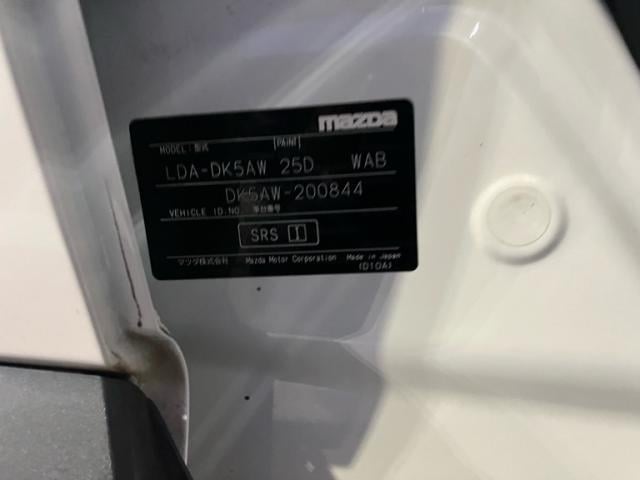 mazda
MODEL:型式 [PAINT]
LDA-DK5AW 25D WAB
DK5AW-200844
VEHICLE ID.NO. 車台番号
SRS
マツダ株式会社 Mazda Motor Corporation Made in Japan
(D10A)